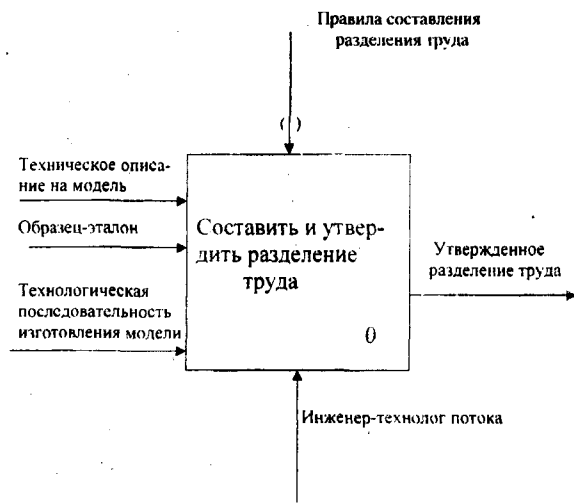 Правила составления
разделения труда
( )
Техническое описа-
ние на модель
Образец-эталон
Составить и утвер-
дить разделение
труда
Утвержденное
разделение труда
Технологическая
последовательность
изготовления модели
0
Инженер-технолог потока